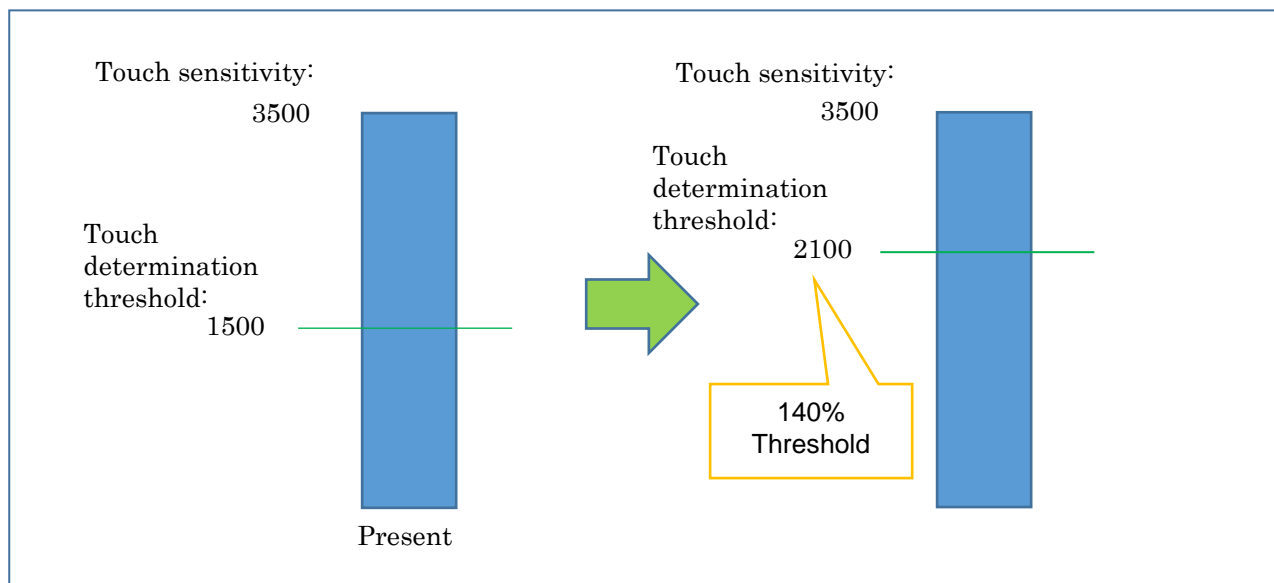 Touch sensitivity:
3500
Touch
determination
threshold:
1500
Present
Touch sensitivity:
3500
Touch
determination
threshold:
2100
140%
Threshold